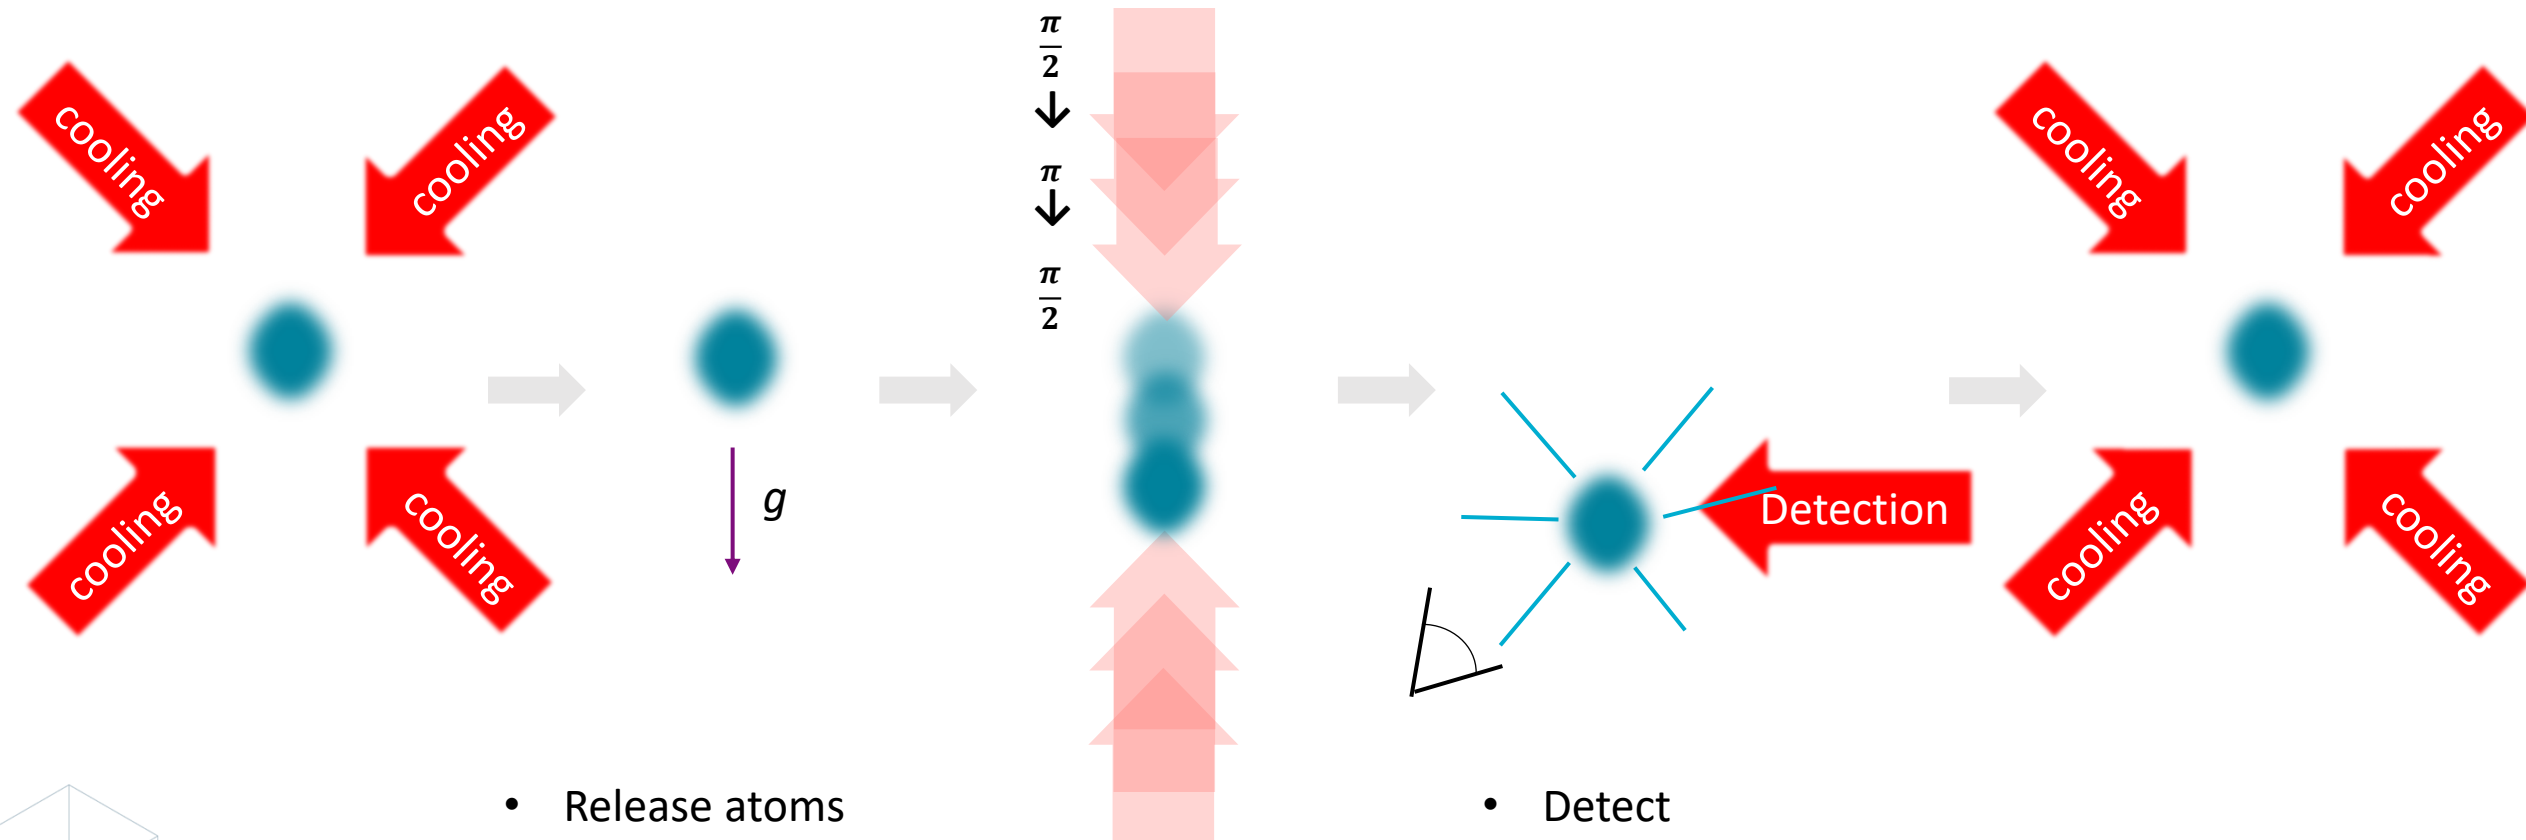 cooling
cooling
cooling
cooling
g
π
2
↓
π
↓
π
2
Detection
cooling
cooling
cooling
cooling
• Release atoms
• Detect